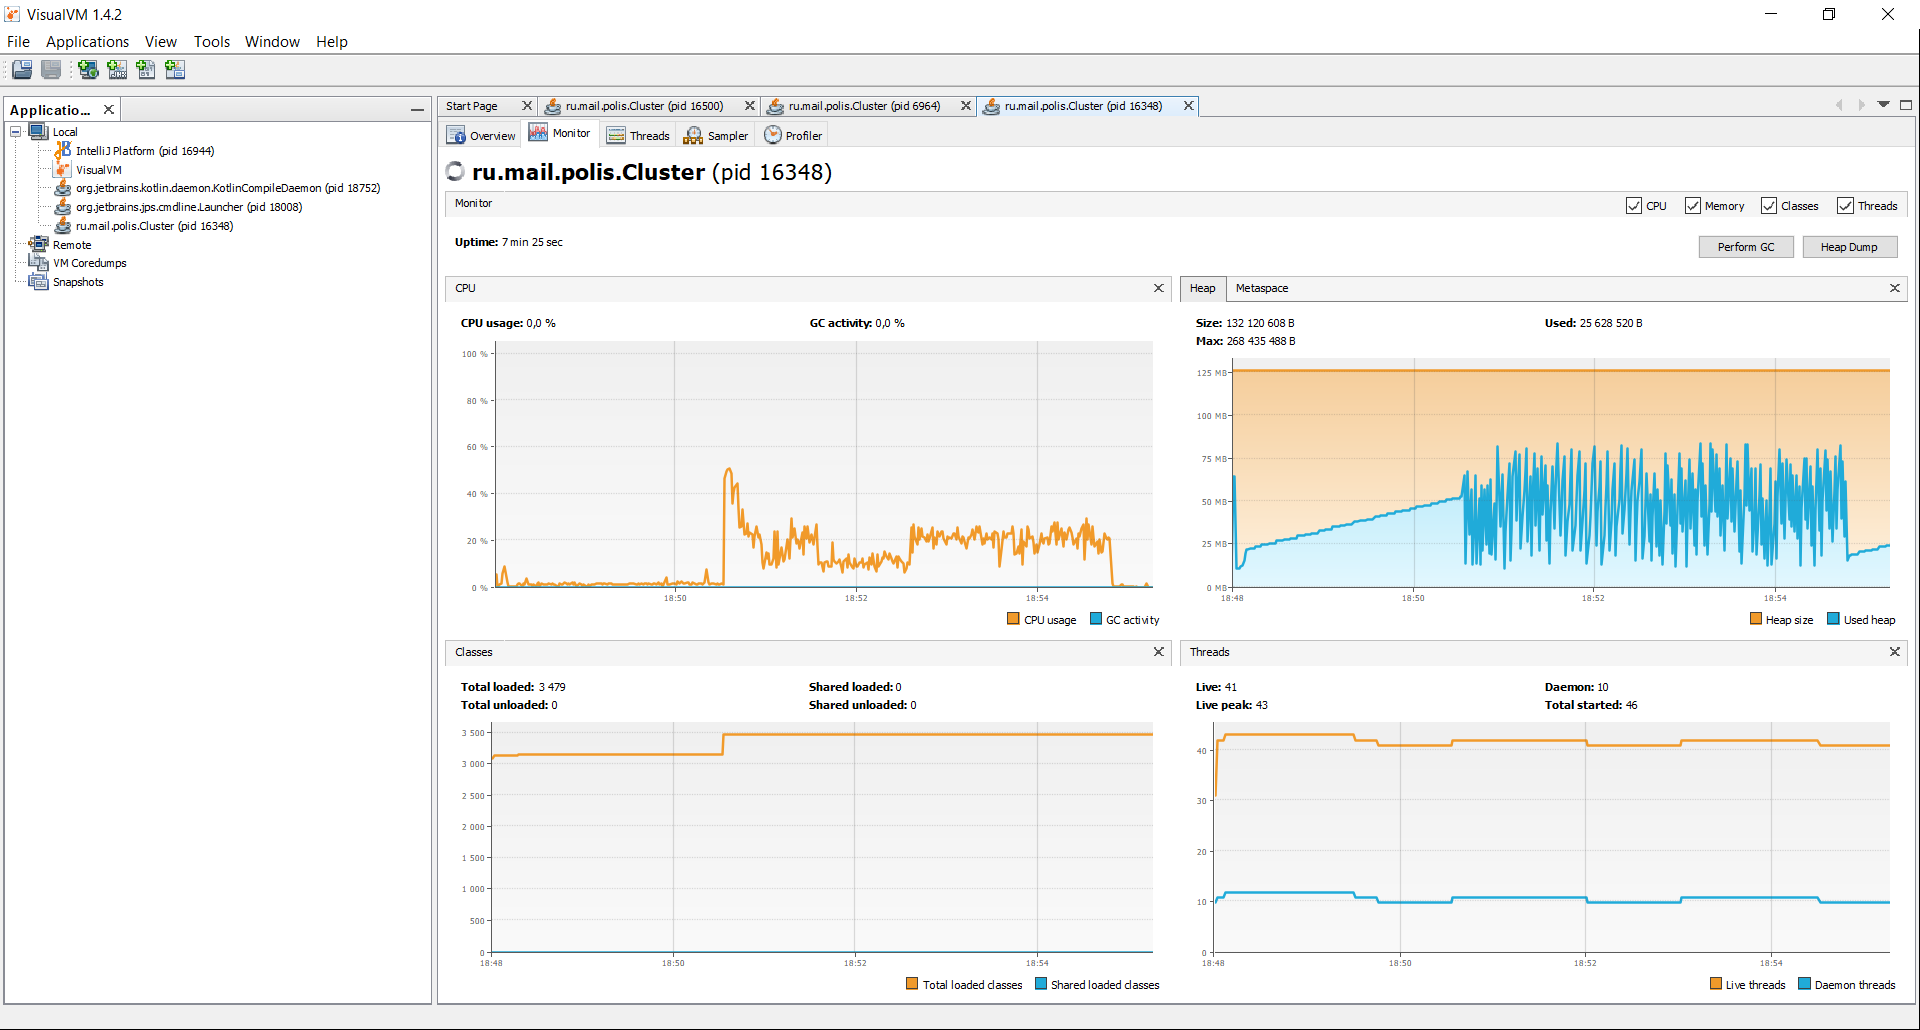 VisualVM 1.4.2
File Applications View Tools Window Help
Applicatio...
Local
IntelliJ Platform (pid 16944)
VisualVM
org.jetbrains.kotlin.daemon.KotlinCompileDaemon (pid 18752)
org.jetbrains.jps.cmdline.Launcher (pid 18008)
ru.mail.polis.Cluster (pid 16348)
Remote
VM Coredumps
Snapshots
Start Page ru.mail.polis.Cluster (pid 16500) ru.mail.polis.Cluster (pid 6964) ru.mail.polis.Cluster (pid 16348)
Overview Monitor Threads Sampler Profiler
ru.mail.polis.Cluster (pid 16348)
Monitor CPU Memory Classes Threads
Uptime: 7 min 25 sec Perform GC Heap Dump
CPU
CPU usage: 0,0 % GC activity: 0,0 %
100 %
80 %
60 %
40 %
20 %
0 %
18:50 18:52 18:54
CPU usage GC activity
Heap Metaspace
Size: 132 120 608 B Used: 25 628 520 B
Max: 268 435 488 B
125 MB
100 MB
75 MB
50 MB
25 MB
0 MB
18:48 18:50 18:52 18:54
Heap size Used heap
Classes
Total loaded: 3 479 Shared loaded: 0
Total unloaded: 0 Shared unloaded: 0
3 500
3 000
2 500
2 000
1 500
1 000
500
0
18:48 18:50 18:52 18:54
Total loaded classes Shared loaded classes
Threads
Live: 41 Daemon: 10
Live peak: 43 Total started: 46
40
30
20
10
0
18:48 18:50 18:52 18:54
Live threads Daemon threads